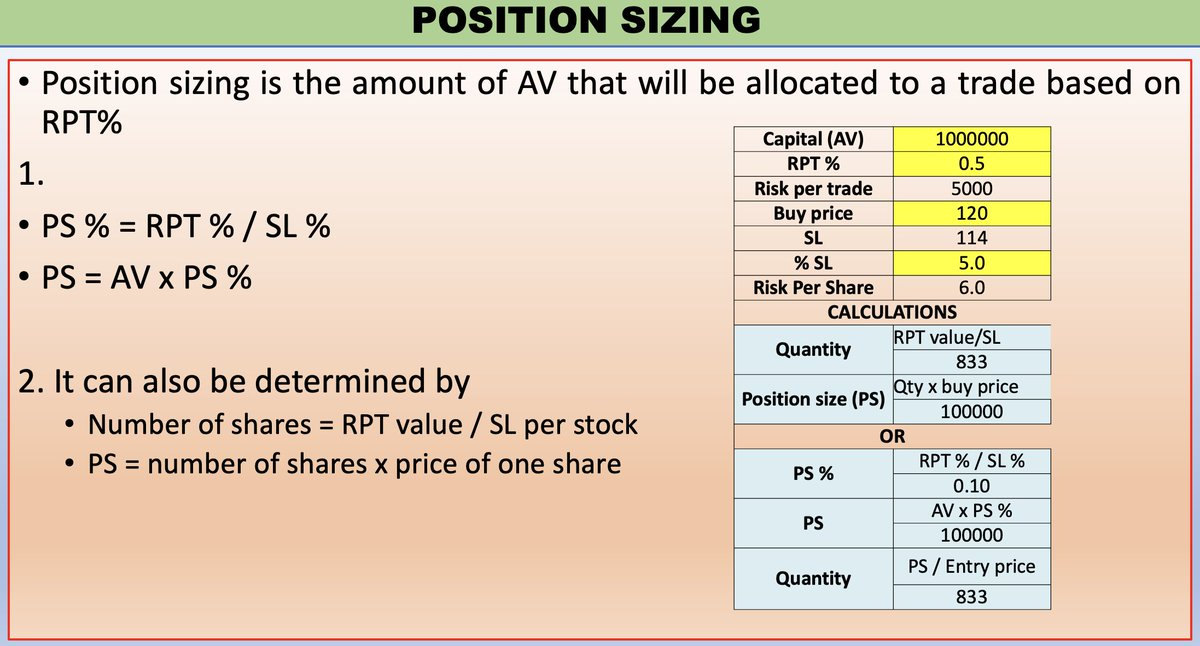 POSITION SIZING
• Position sizing is the amount of AV that will be allocated to a trade based on
RPT%
1.
• PS % = RPT % / SL %
• PS = AV x PS %
2. It can also be determined by
• Number of shares = RPT value / SL per stock
• PS = number of shares x price of one share
Capital (AV) 1000000
RPT % 0.5
Risk per trade 5000
Buy price 120
SL 114
% SL 5.0
Risk Per Share 6.0
CALCULATIONS
Quantity RPT value/SL
833
Position size (PS) Qty x buy price
100000
OR
PS % RPT % / SL %
0.10
PS AV x PS %
100000
Quantity PS / Entry price
833